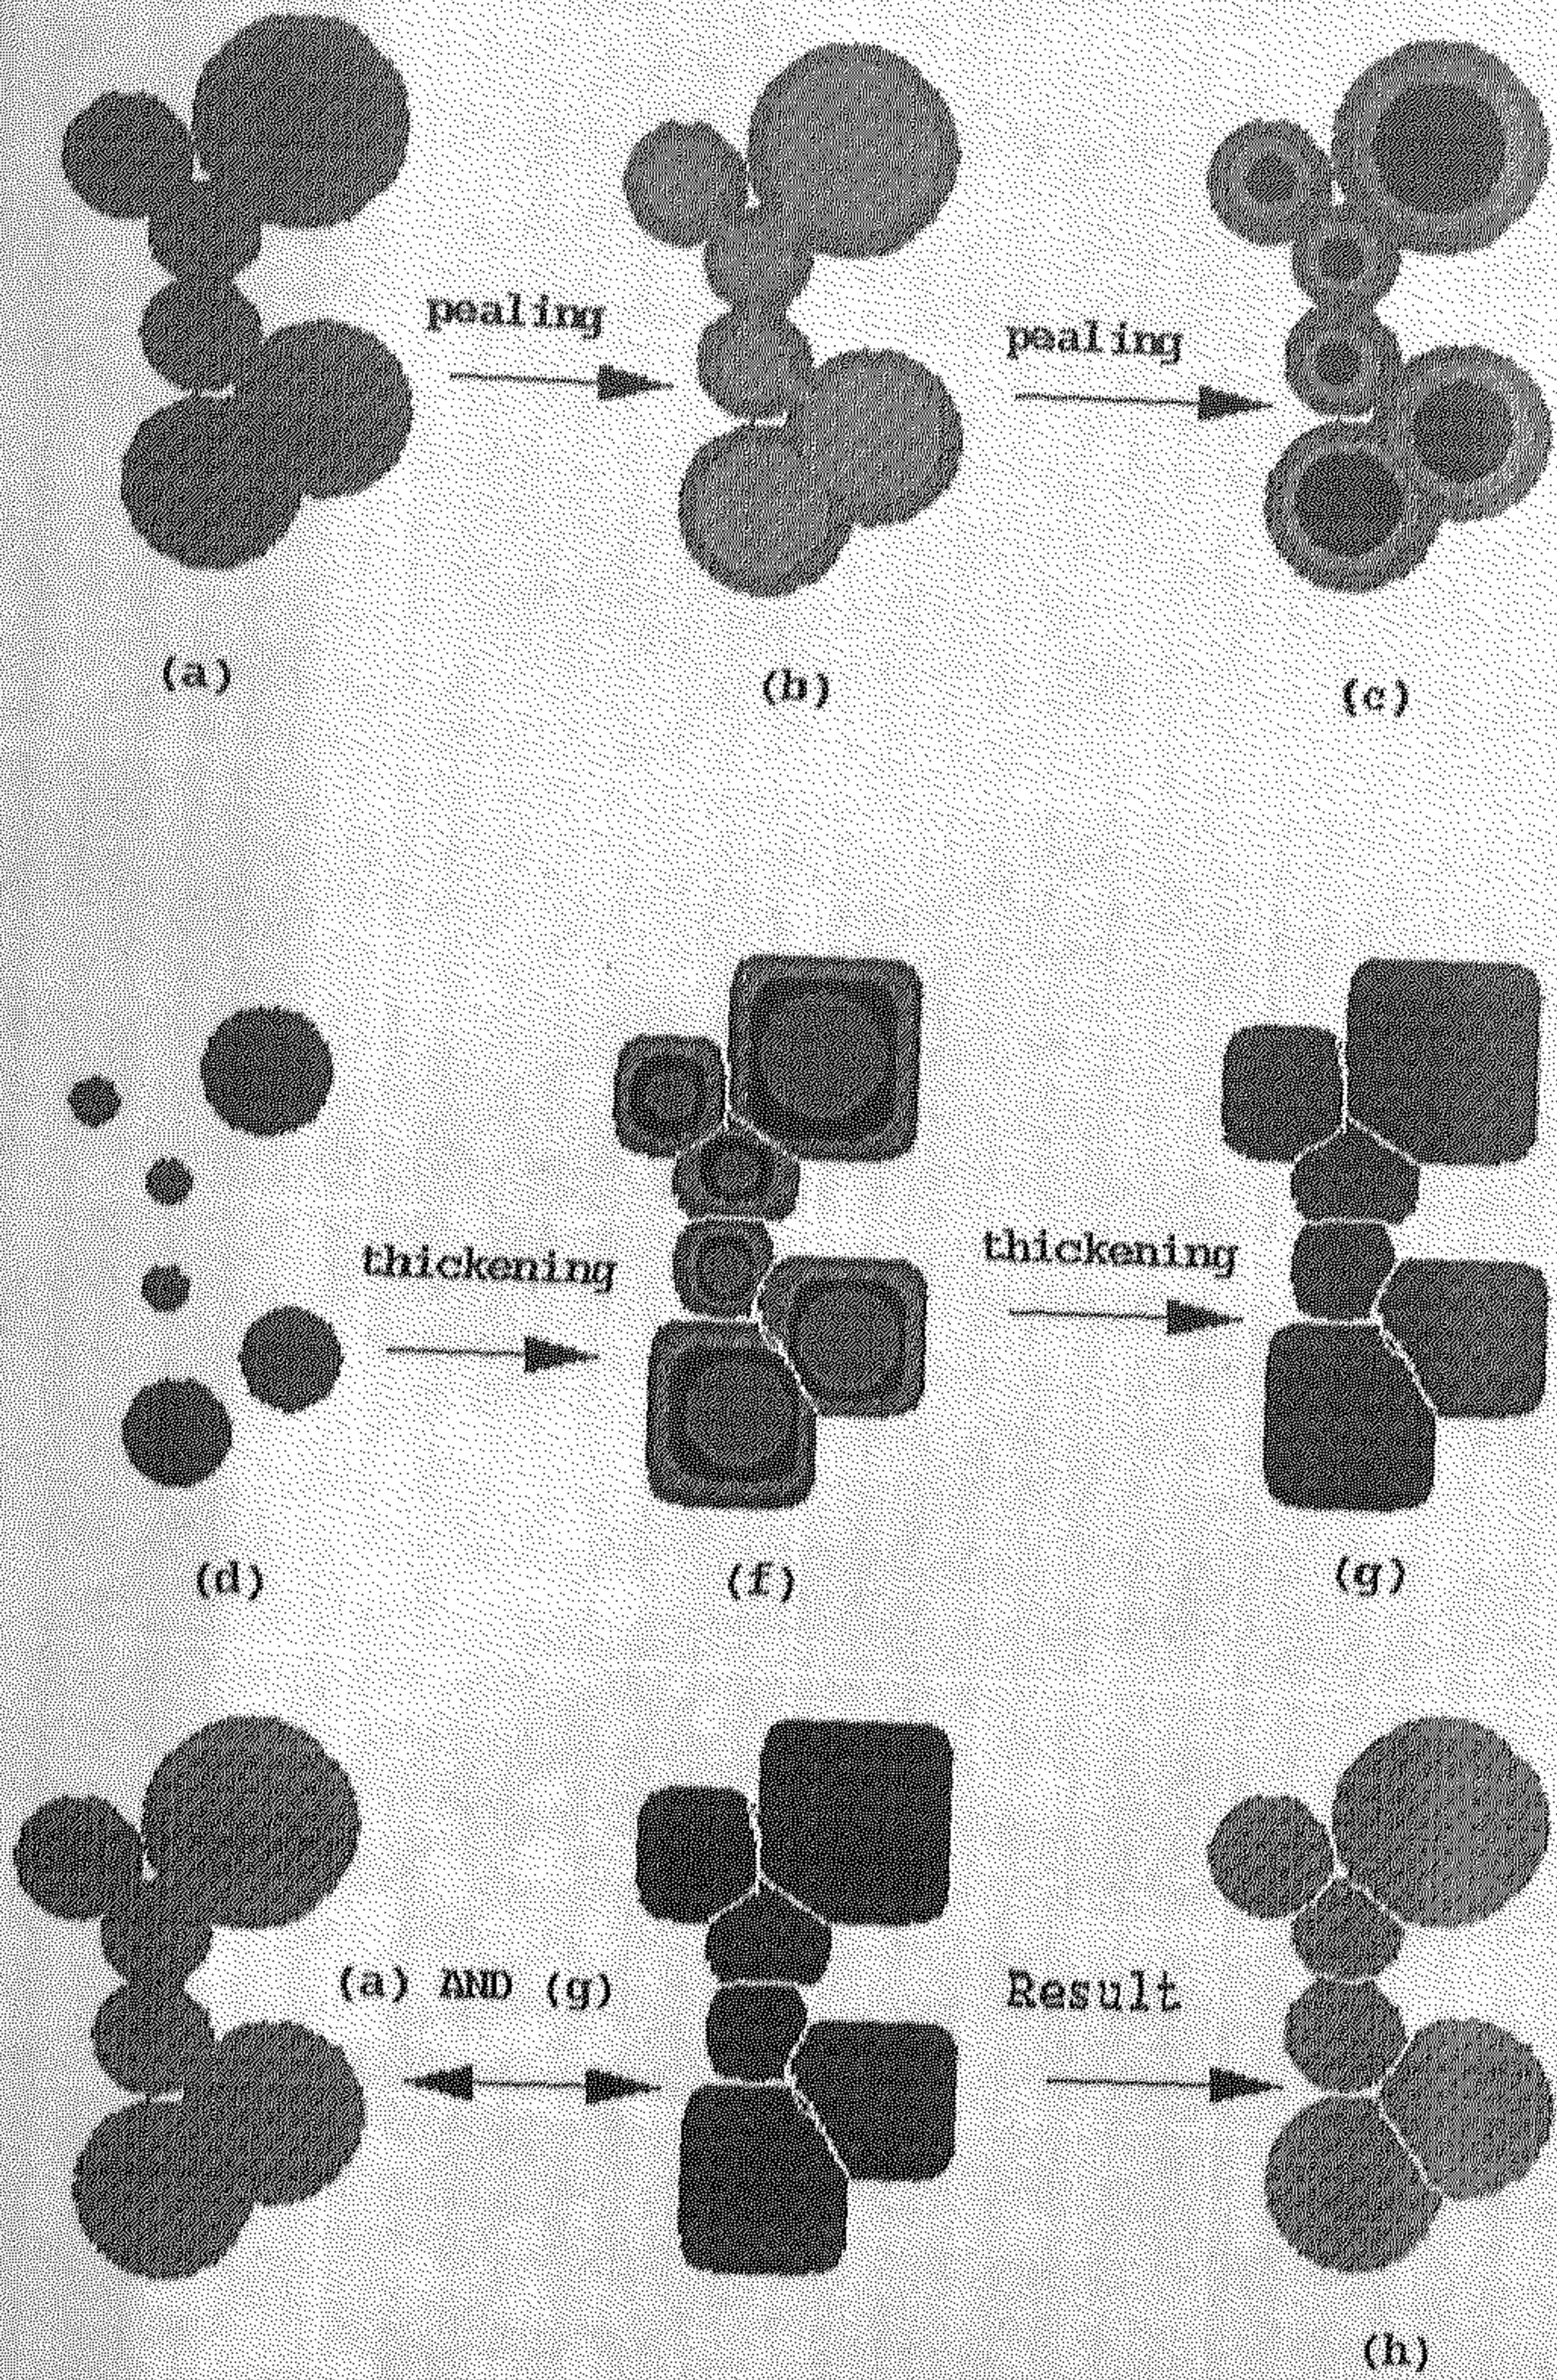 pealing
pealing
(a)
(b)
(c)
thickening
thickening
(d)
(f)
(g)
(a) AND (g)
Result
(h)